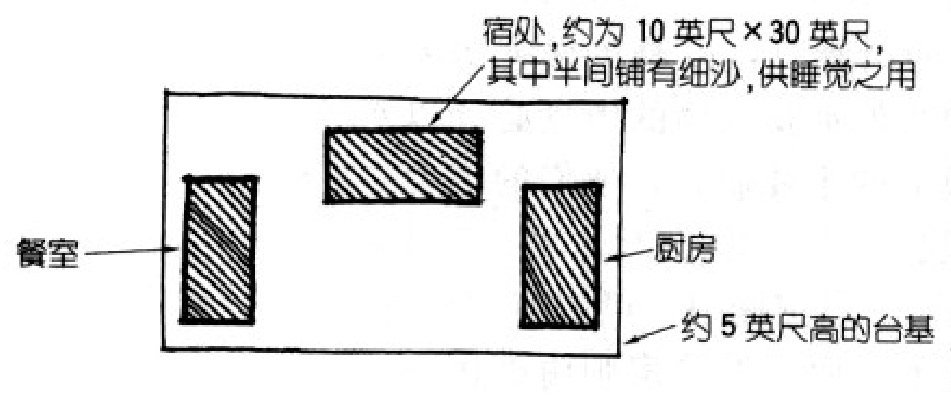 宿处,约为 10 英尺×30 英尺,
其中半间铺有细沙,供睡觉之用
餐室
厨房
约 5 英尺高的台基